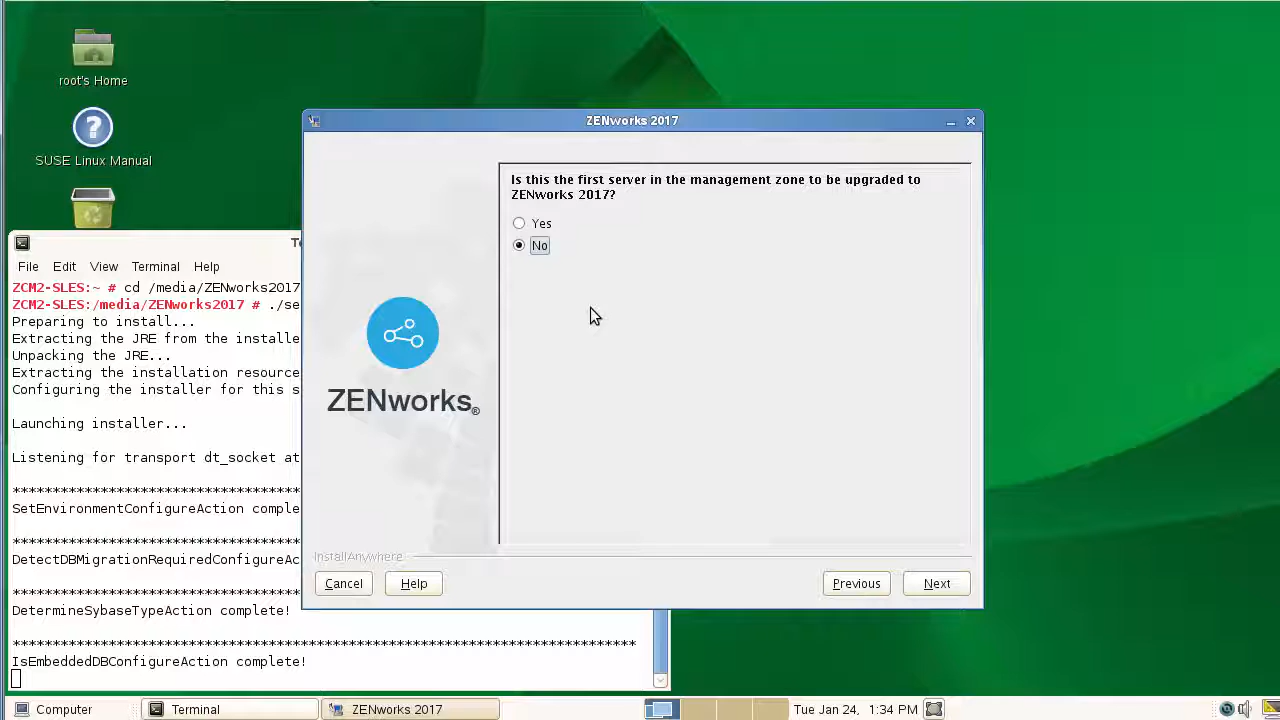 root's Home
SUSE Linux Manual
ZENworks 2017
Is this the first server in the management zone to be upgraded to
ZENworks 2017?
Yes
No
ZENworks®
InstallAnywhere
Cancel
Help
Previous
Next
File Edit View Terminal Help
ZCM2-SLES:~ # cd /media/ZENworks2017
ZCM2-SLES:/media/ZENworks2017 # ./se
Preparing to install...
Extracting the JRE from the installe
Unpacking the JRE...
Extracting the installation resource
Configuring the installer for this s
Launching installer...
Listening for transport dt_socket at
**************************************
SetEnvironmentConfigureAction comple
**************************************
DetectDBMigrationRequiredConfigureAc
**************************************
DetermineSybaseTypeAction complete!
*****************************************************************************
IsEmbeddedDBConfigureAction complete!
Computer
Terminal
ZENworks 2017
Tue Jan 24, 1:34 PM